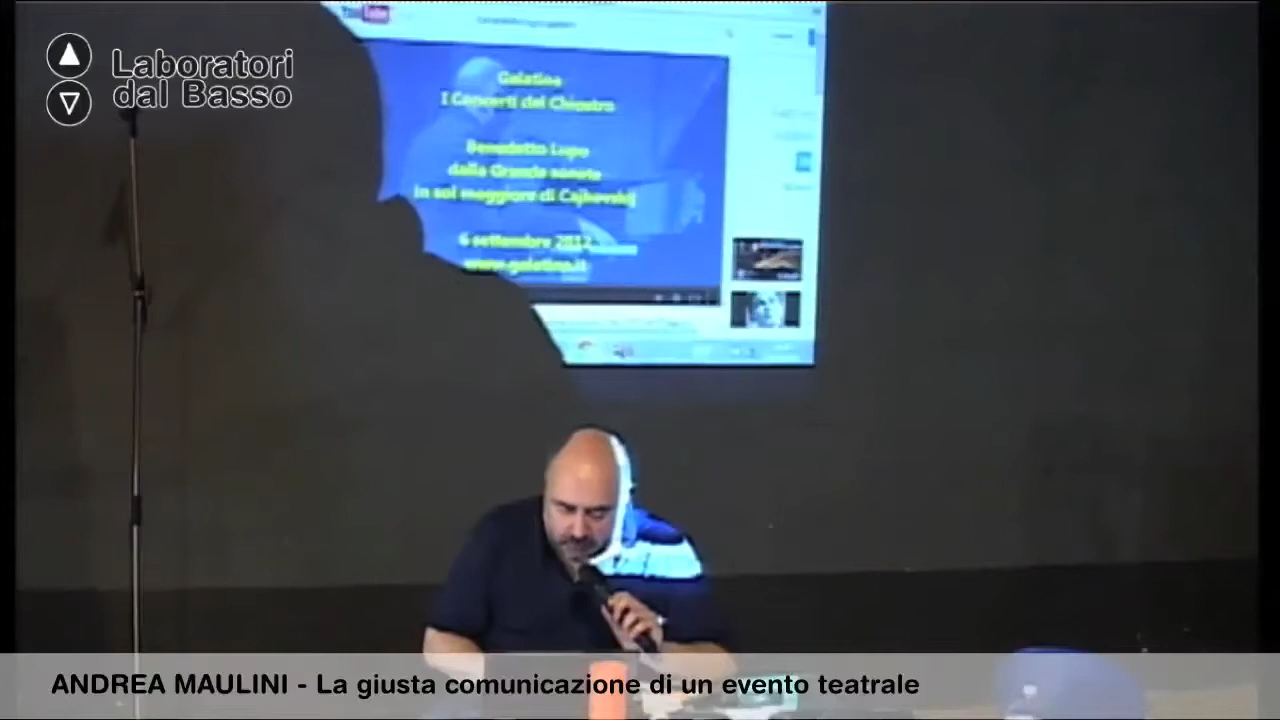 Laboratori
dal Basso
YouTube
Galatina
I Concerti del Chiostro
Benedetto Lupo
dalla Grande sonata
in sol maggiore di Cajkovskij
6 settembre 2012
www.galatina.it
ANDREA MAULINI - La giusta comunicazione di un evento teatrale